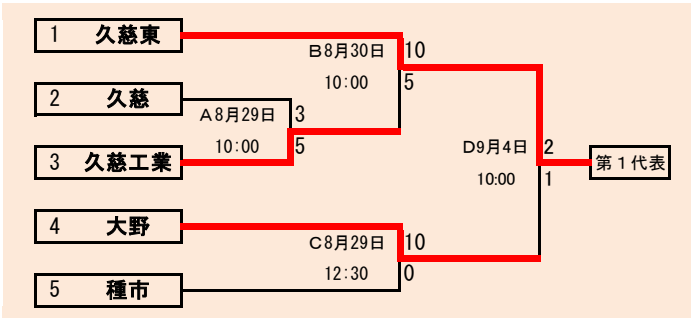 1 久慈東
B8月30日 10
10:00 5
2 久慈
A8月29日 3
10:00 5
3 久慈工業
D9月4日 2
10:00 1
第1代表
4 大野
C8月29日 10
12:30 0
5 種市